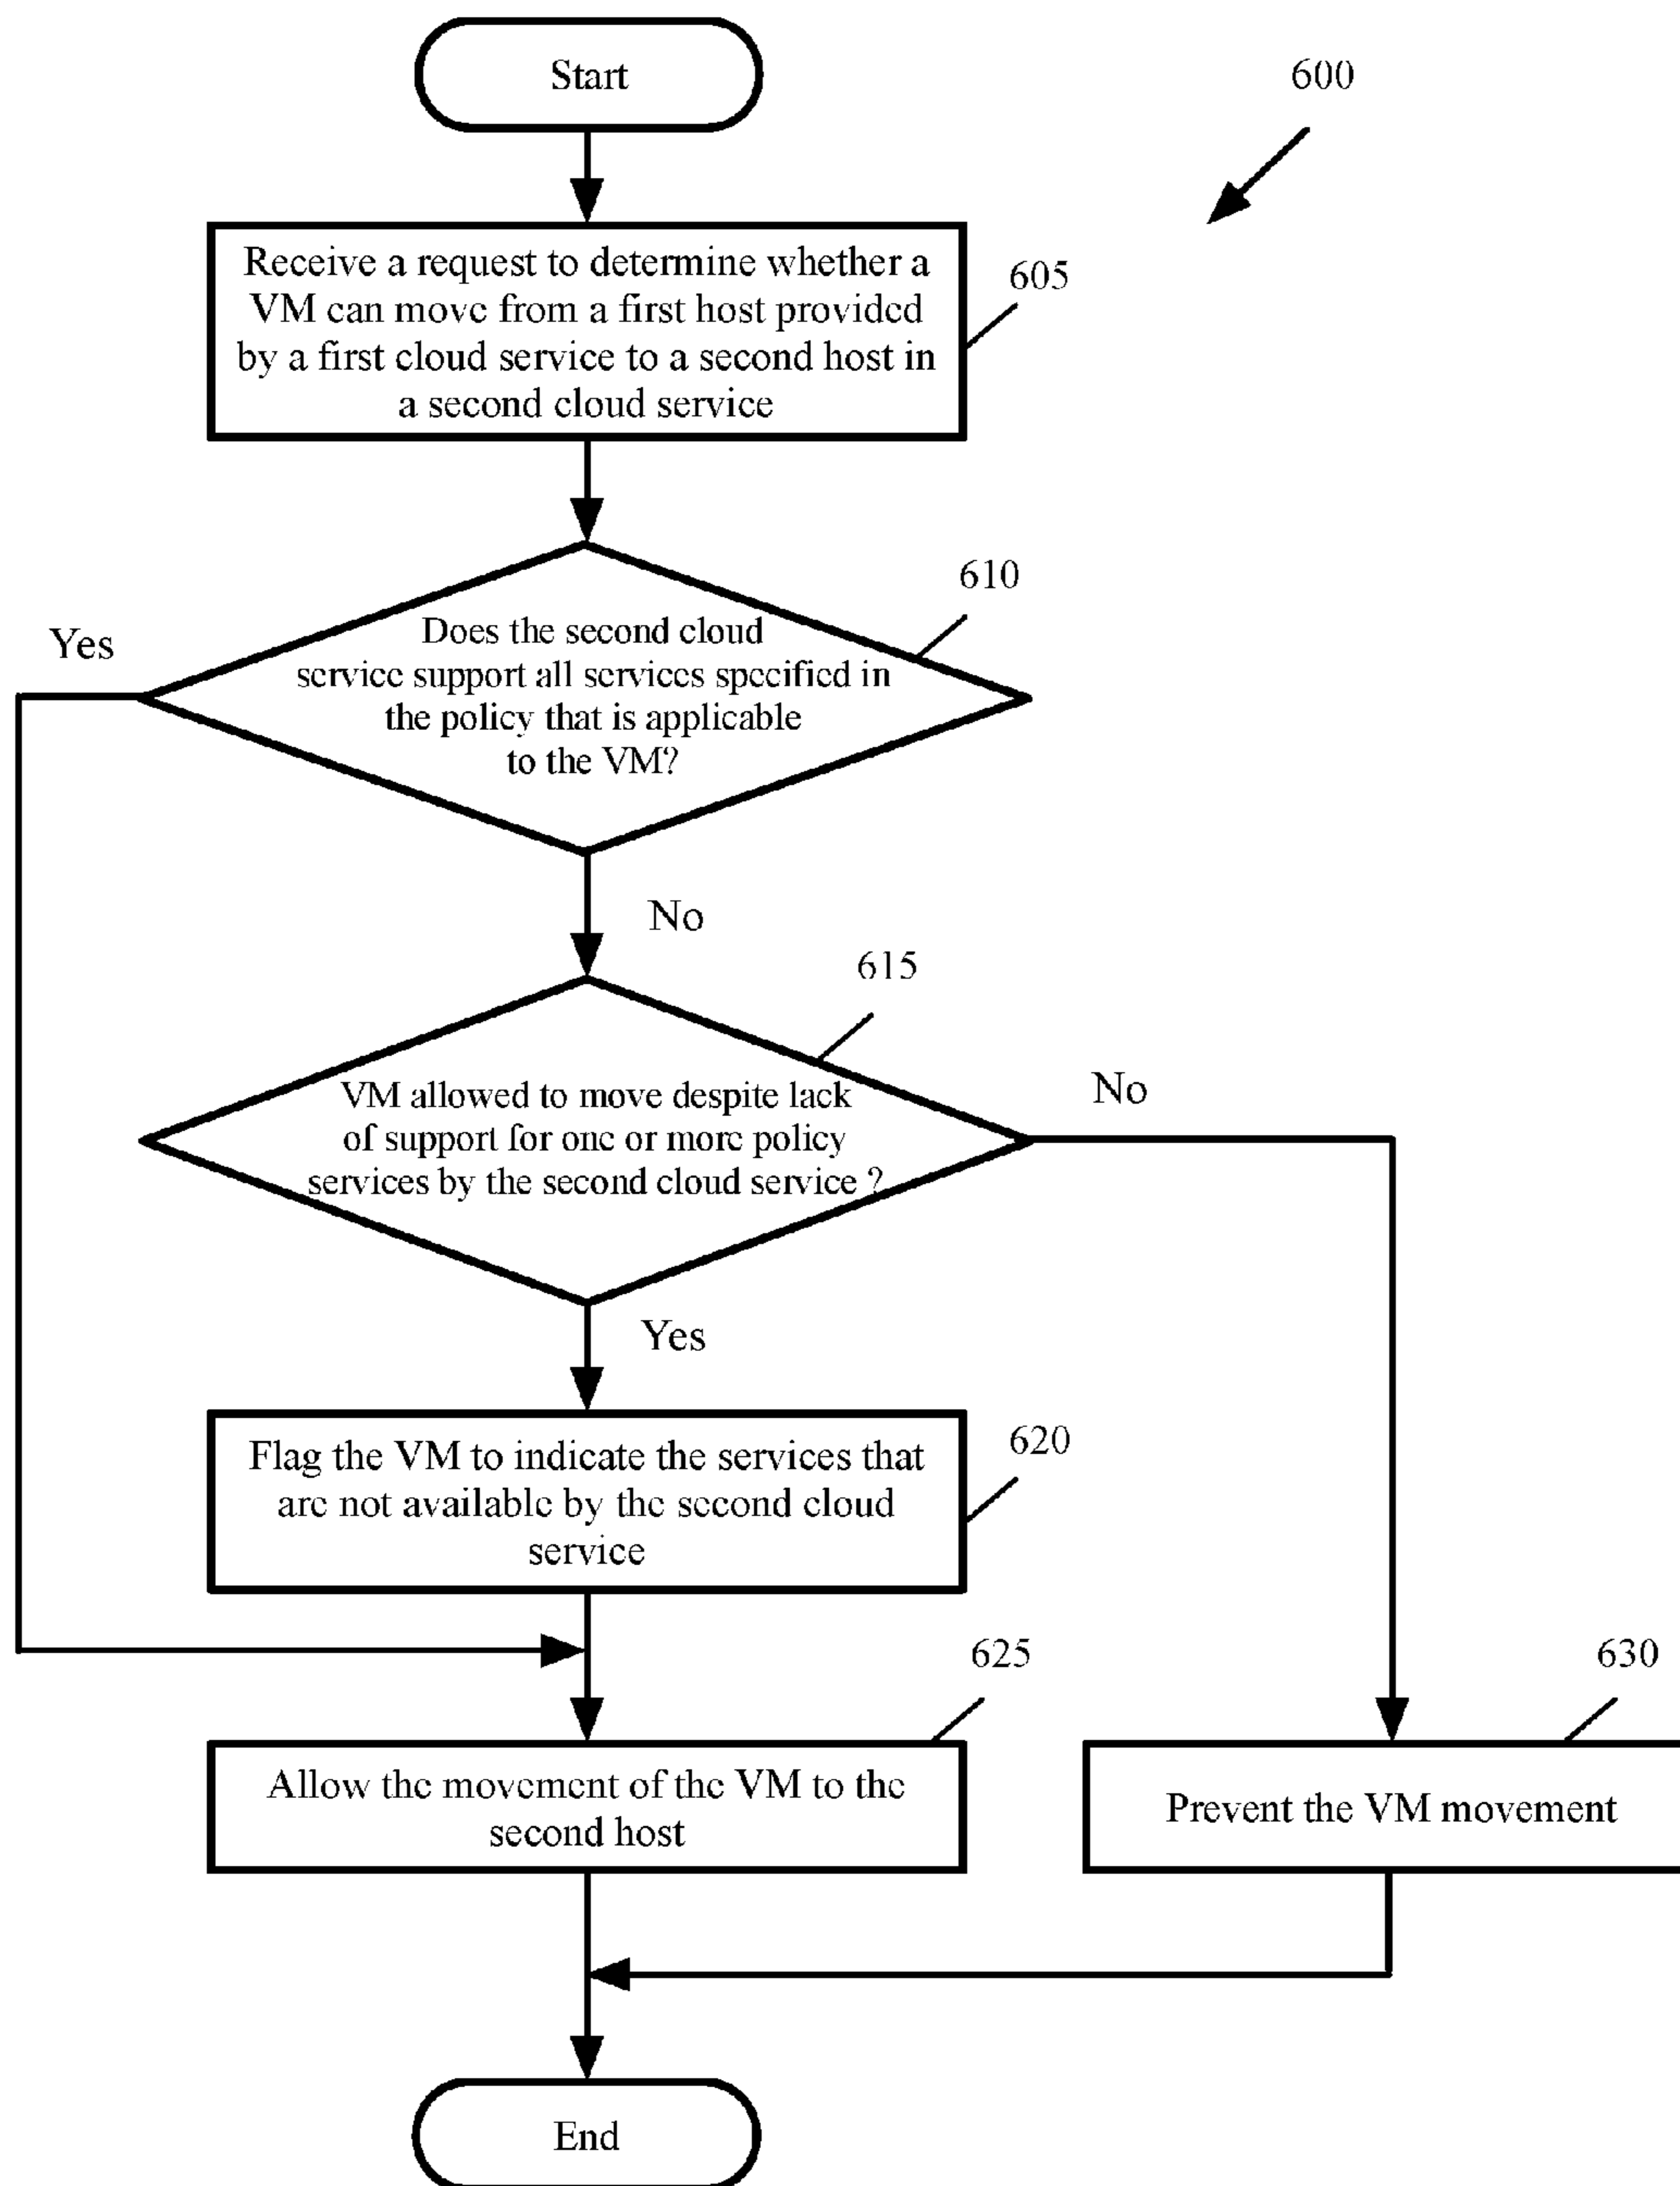 Start
600
Receive a request to determine whether a
VM can move from a first host provided
by a first cloud service to a second host in
a second cloud service
605
610
Yes
Does the second cloud
service support all services specified in
the policy that is applicable
to the VM?
No
615
VM allowed to move despite lack
of support for one or more policy
services by the second cloud service ?
No
Yes
Flag the VM to indicate the services that
are not available by the second cloud
service
620
625
630
Allow the movement of the VM to the
second host
Prevent the VM movement
End